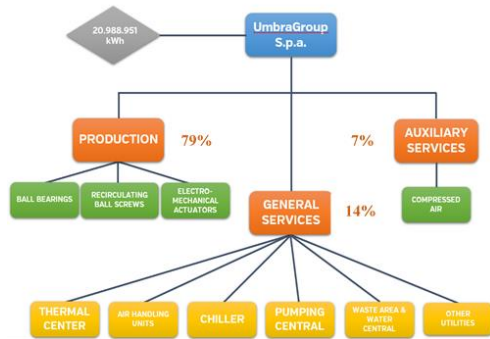 20.988.951
kWh
UmbraGroup
S.p.a.
PRODUCTION
79%
7%
AUXILIARY
SERVICES
BALL BEARINGS
RECIRCULATING
BALL SCREWS
ELECTRO-
MECHANICAL
ACTUATORS
GENERAL
SERVICES
14%
COMPRESSED
AIR
THERMAL
CENTER
AIR HANDLING
UNITS
CHILLER
PUMPING
CENTRAL
WASTE AREA &
WATER
CENTRAL
OTHER
UTILITIES